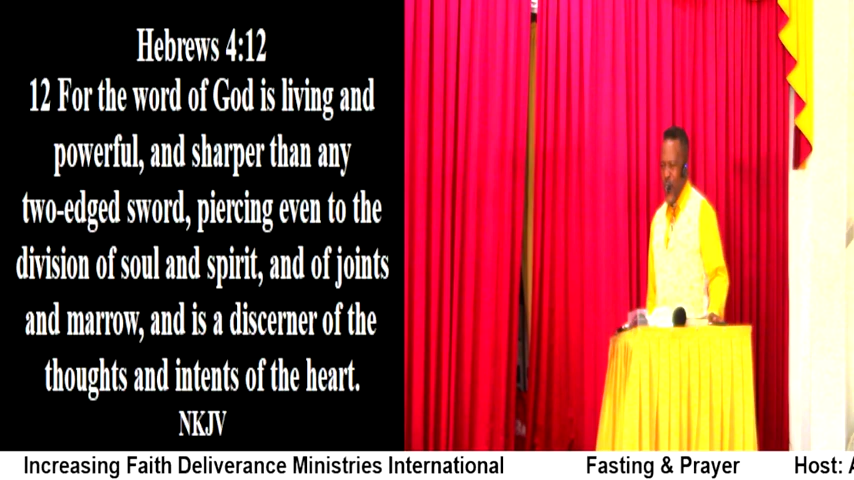 Hebrews 4:12
12 For the word of God is living and
powerful, and sharper than any
two-edged sword, piercing even to the
division of soul and spirit, and of joints
and marrow, and is a discerner of the
thoughts and intents of the heart.
NKJV
Increasing Faith Deliverance Ministries International Fasting & Prayer Host: A